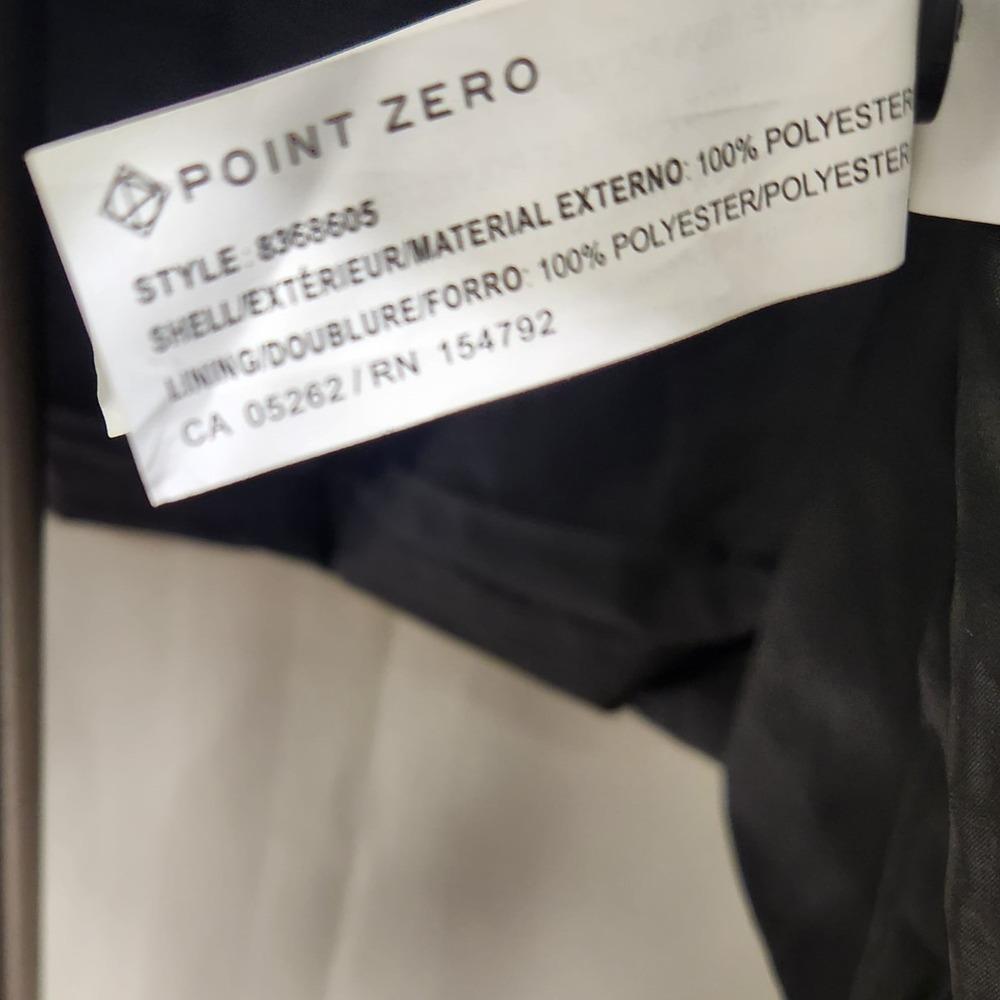 POINT ZERO
STYLE: 8368605
SHELL/EXTÉRIEUR/MATERIAL EXTERNO: 100% POLYESTER
LINING/DOUBLURE/FORRO: 100% POLYESTER/POLYESTER
CA 05262 / RN 154792